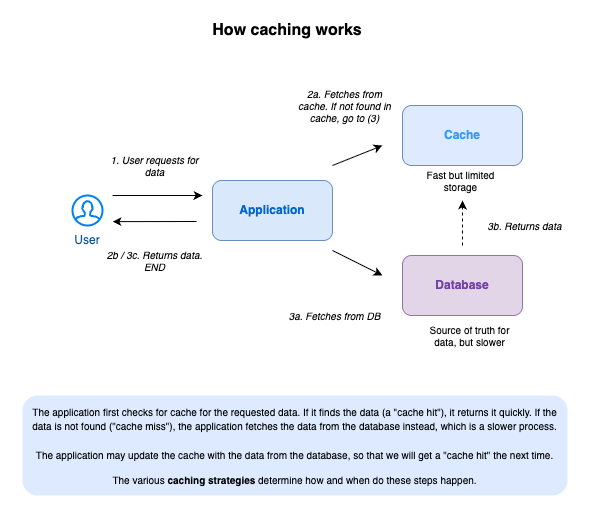 How caching works
2a. Fetches from
cache. If not found in
cache, go to (3)
Cache
1. User requests for
data
Fast but limited
storage
Application
User
3b. Returns data
2b / 3c. Returns data.
END
Database
3a. Fetches from DB
Source of truth for
data, but slower
The application first checks for cache for the requested data. If it finds the data (a "cache hit"), it returns it quickly. If the
data is not found ("cache miss"), the application fetches the data from the database instead, which is a slower process.
The application may update the cache with the data from the database, so that we will get a "cache hit" the next time.
The various caching strategies determine how and when do these steps happen.